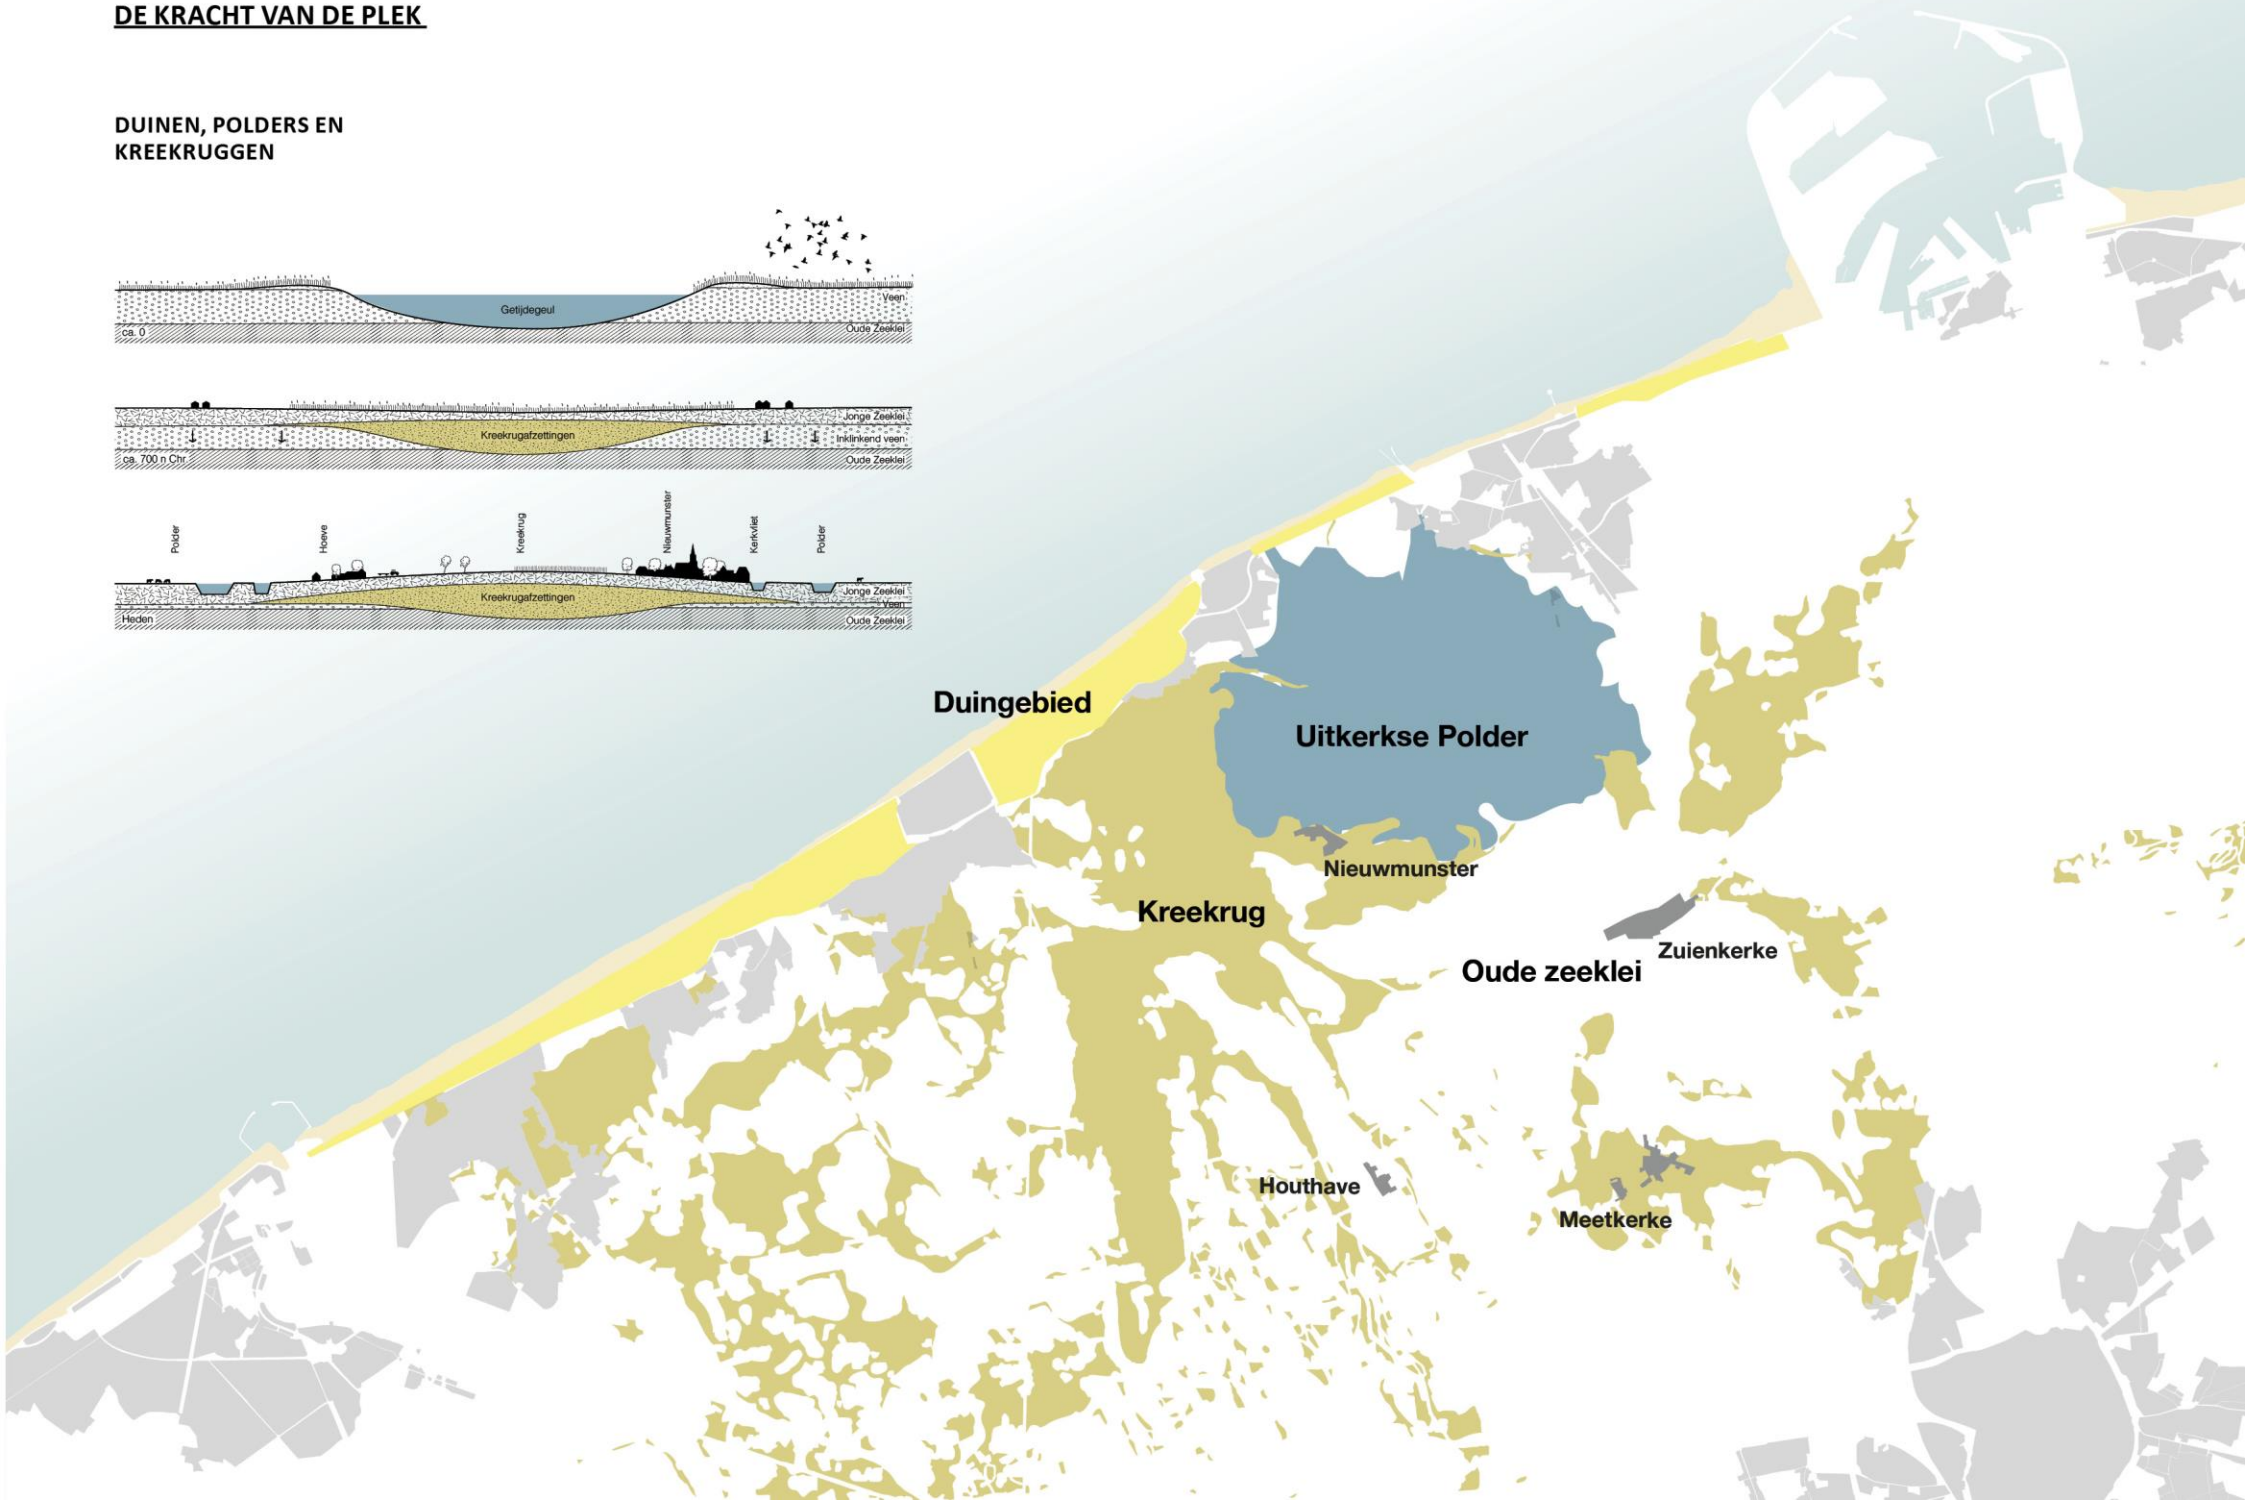 DE KRACHT VAN DE PLEK
DUINEN, POLDERS EN
KREEKRUGGEN
Getijdegeul
Veen
ca. 0
Oude Zeeklei
Jonge Zeeklei
Kreekrugafzettingen
Inklinkend veen
ca. 700 n Chr
Oude Zeeklei
Polder
Hoeve
Kreekrug
Nieuwmunster
Kerkvliet
Polder
Jonge Zeeklei
Kreekrugafzettingen
Veen
Heden
Oude Zeeklei
Duingebied
Uitkerkse Polder
Nieuwmunster
Kreekrug
Zuienkerke
Oude zeeklei
Houthave
Meetkerke